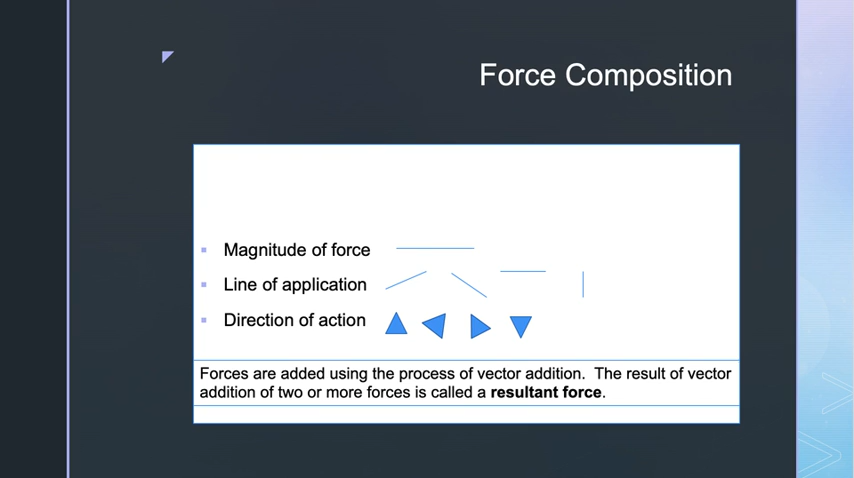 Force Composition
Magnitude of force
Line of application
Direction of action
Forces are added using the process of vector addition.  The result of vector
addition of two or more forces is called a resultant force.